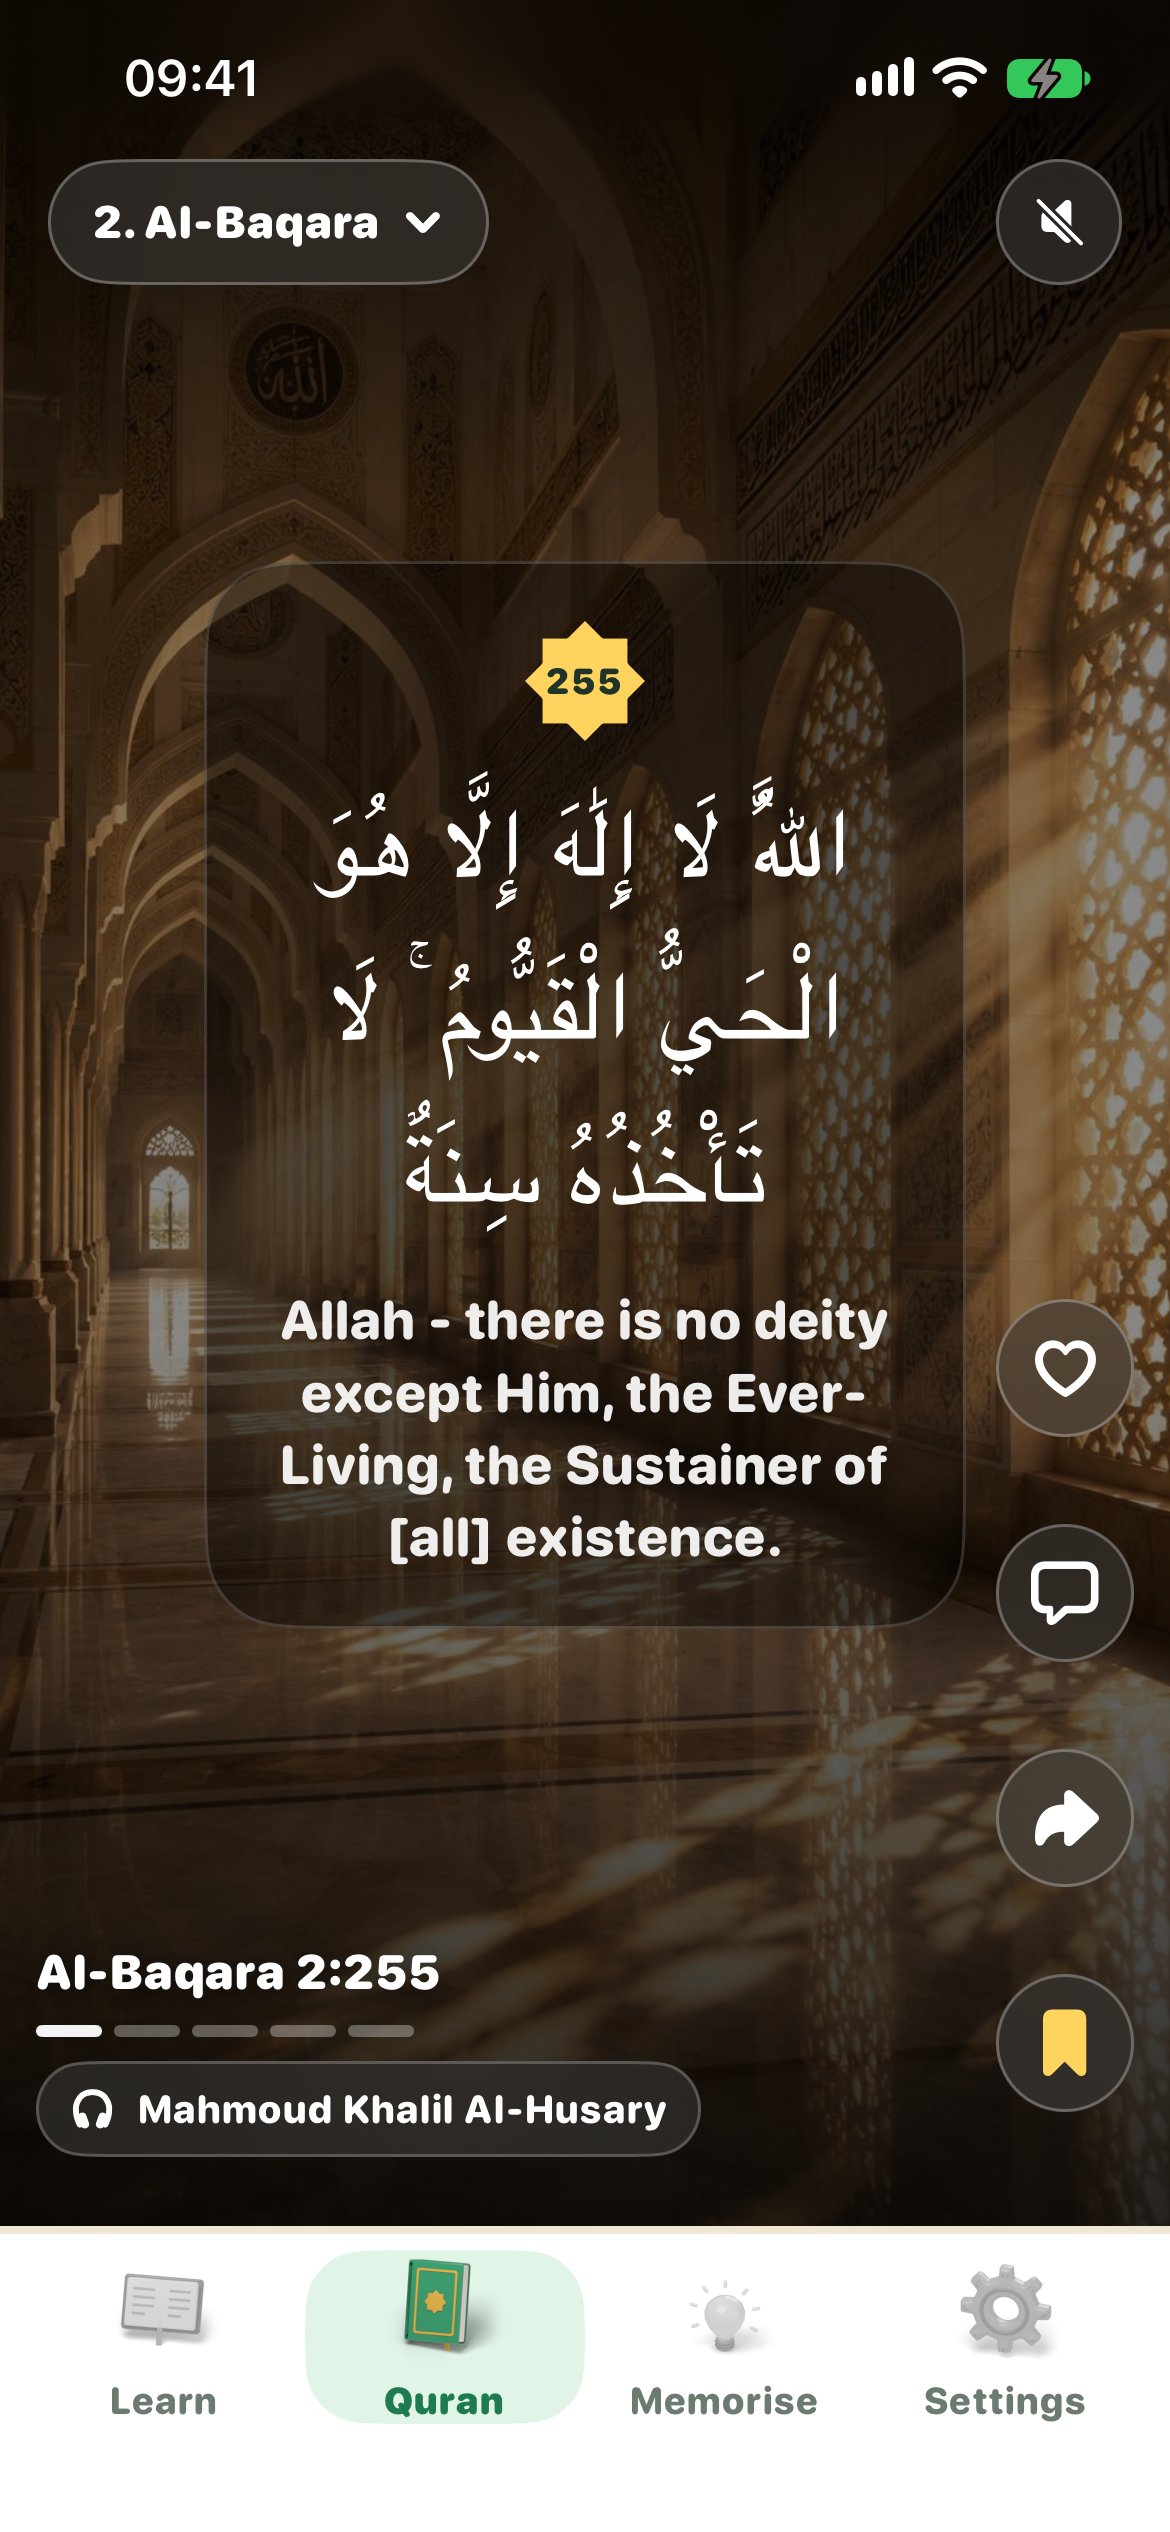 09:41
2. Al-Baqara
الله
255
اللَّهُ لَا إِلَٰهَ إِلَّا هُوَ
الْحَيُّ الْقَيُّومُ ۚ لَا
تَأْخُذُهُ سِنَةٌ
Allah - there is no deity
except Him, the Ever-
Living, the Sustainer of
[all] existence.
Al-Baqara 2:255
Mahmoud Khalil Al-Husary
Learn
Quran
Memorise
Settings